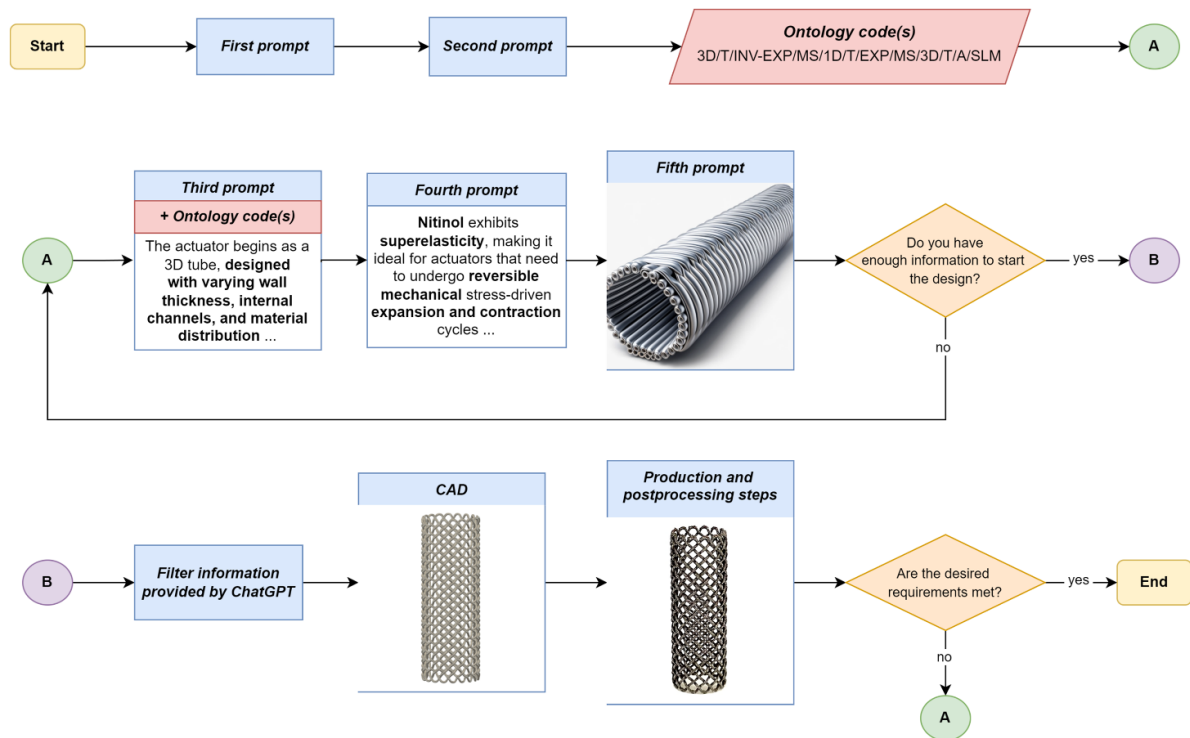 Start
First prompt
Second prompt
Ontology code(s)
3D/T/INV-EXP/MS/1D/T/EXP/MS/3D/T/A/SLM
A
A
Third prompt
+ Ontology code(s)
The actuator begins as a
3D tube, designed
with varying wall
thickness, internal
channels, and material
distribution ...
Fourth prompt
Nitinol exhibits
superelasticity, making it
ideal for actuators that need
to undergo reversible
mechanical stress-driven
expansion and contraction
cycles ...
Fifth prompt
Do you have
enough information to start
the design?
yes
B
no
B
Filter information
provided by ChatGPT
CAD
Production and
postprocessing steps
Are the desired
requirements met?
yes
End
no
A